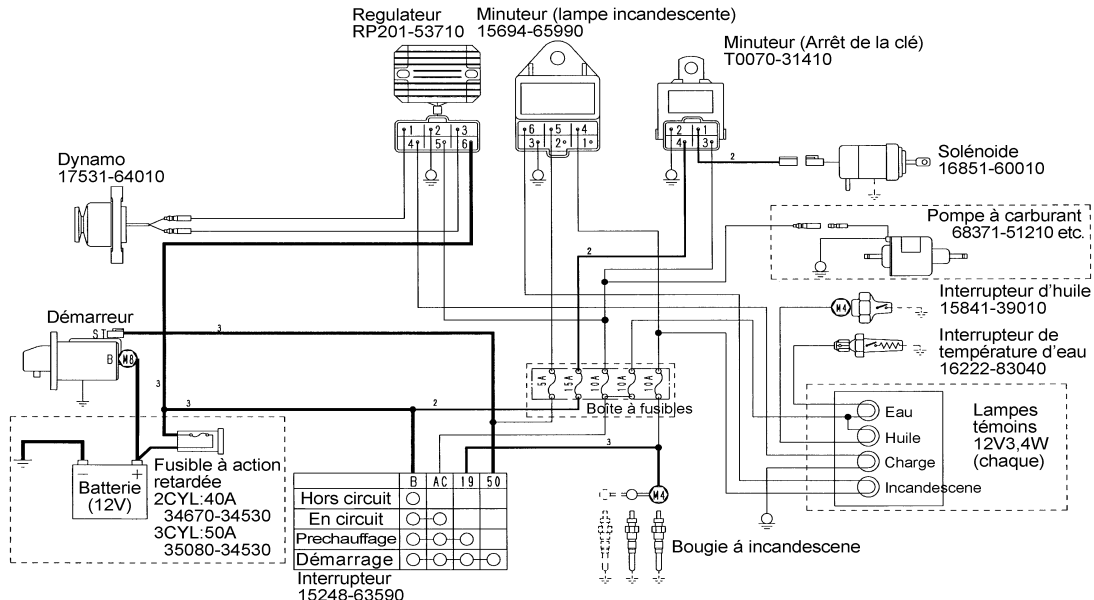 Regulateur
RP201-53710
Minuteur (lampe incandescente)
15694-65990
Minuteur (Arrêt de la clé)
T0070-31410
1 2 3
4 5 6
6 5 4
3 2 1
2 1
4 3
Dynamo
17531-64010
2
Solénoide
16851-60010
Pompe à carburant
68371-51210 etc.
2
Interrupteur d'huile
15841-39010
M4
Démarreur
ST
3
B
M8
Interrupteur de
température d'eau
16222-83040
5A 15A 10A 10A 10A
Boîte à fusibles
3
3
2
3
Eau
Huile
Charge
Incandescene
Lampes
témoins
12V3,4W
(chaque)
Batterie
(12V)
Fusible à action
retardée
2CYL:40A
34670-34530
3CYL:50A
35080-34530
B AC 19 50
Hors circuit
En circuit
Prechauffage
Démarrage
Interrupteur
15248-63590
M4
Bougie á incandescene